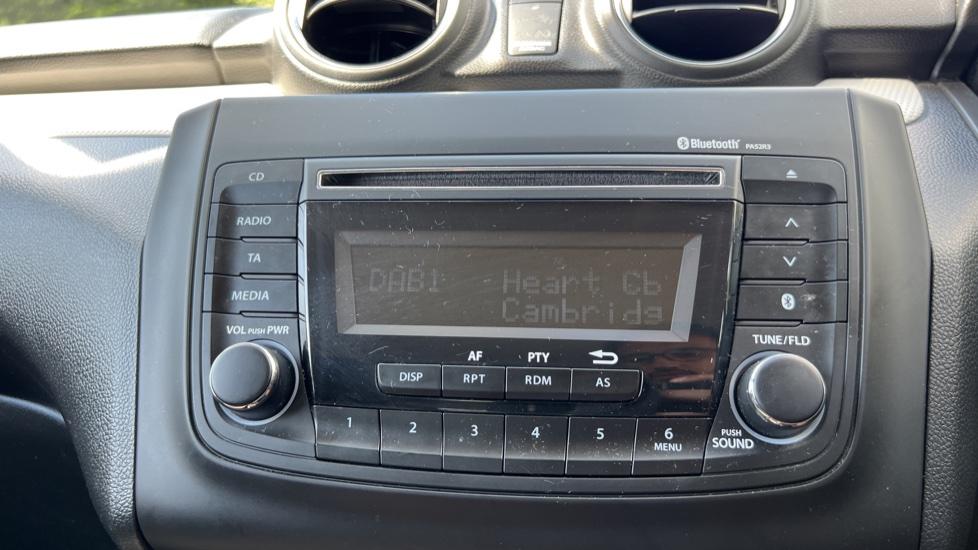 Bluetooth® PA52R3
CD
RADIO
TA
MEDIA
VOL PUSH PWR
DAB1 Heart Cb
Cambridg
TUNE/FLD
AF PTY
DISP RPT RDM AS
1 2 3 4 5 6
MENU
PUSH
SOUND